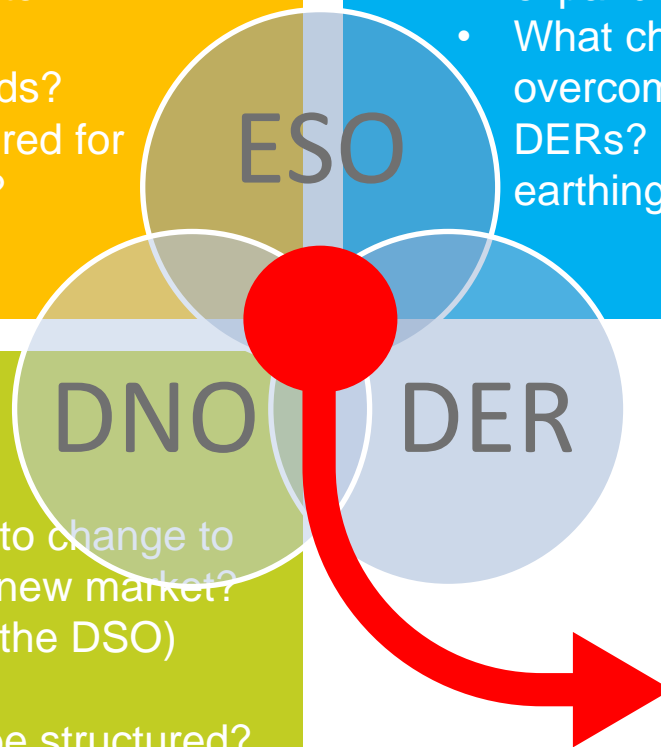 ds?
red for
?
• What ch
overcom
DERs?
earthing
ESO
DNO
DER
to change to
new market?
the DSO)
be structured?